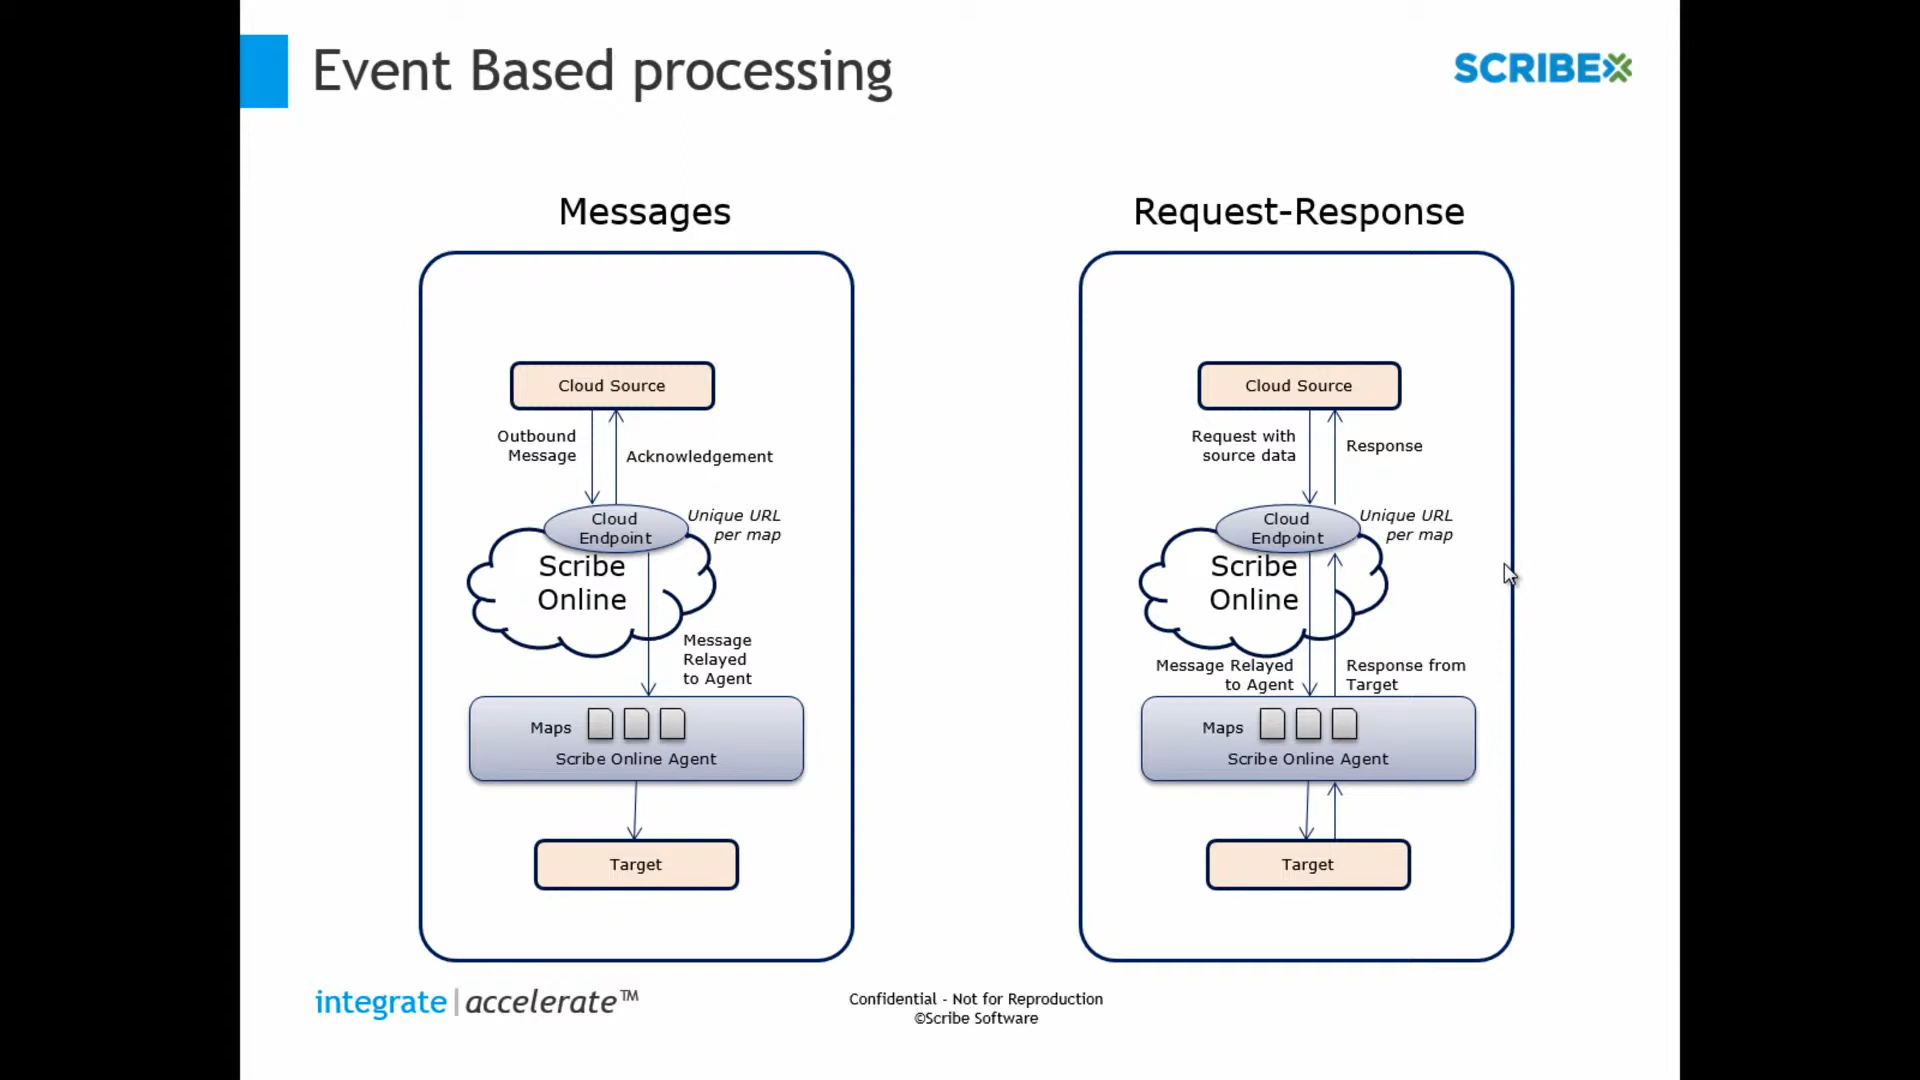 Event Based processing
SCRIBE
Messages
Cloud Source
Outbound
Message
Acknowledgement
Cloud
Endpoint
Unique URL
per map
Scribe
Online
Message
Relayed
to Agent
Maps
Scribe Online Agent
Target
Request-Response
Cloud Source
Request with
source data
Response
Cloud
Endpoint
Unique URL
per map
Scribe
Online
Message Relayed
to Agent
Response from
Target
Maps
Scribe Online Agent
Target
integrate|accelerate™
Confidential - Not for Reproduction
©Scribe Software